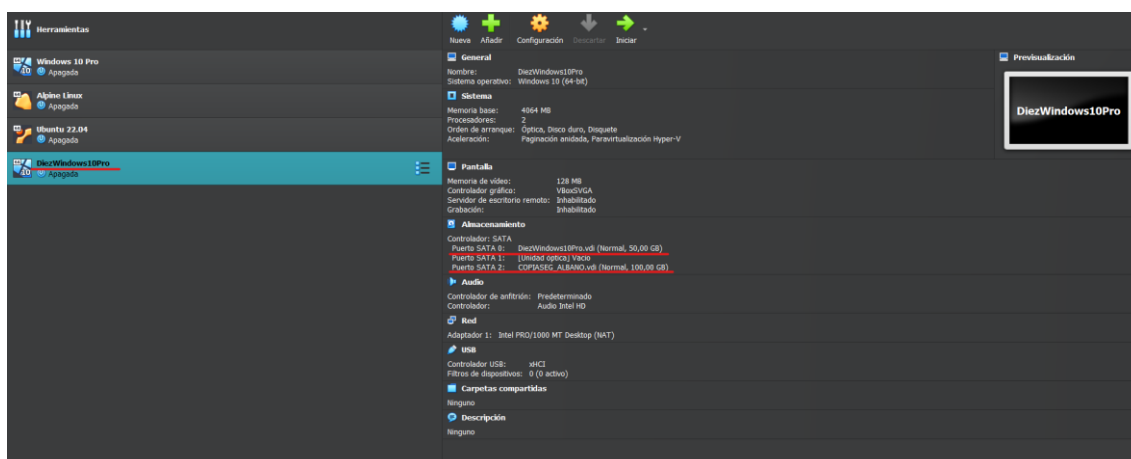 Herramientas
Windows 10 Pro
Apagada
Alpine Linux
Apagada
Ubuntu 22.04
Apagada
DiezWindows10Pro
Apagada
Nueva Añadir Configuración Descartar Iniciar
General
Nombre: DiezWindows10Pro
Sistema operativo: Windows 10 (64-bit)
Sistema
Memoria base: 4064 MB
Procesadores: 2
Orden de arranque: Óptica, Disco duro, Disquete
Aceleración: Paginación anidada, Paravirtualización Hyper-V
Pantalla
Memoria de vídeo: 128 MB
Controlador gráfico: VBoxSVGA
Servidor de escritorio remoto: Inhabilitado
Grabación: Inhabilitado
Almacenamiento
Controlador: SATA
Puerto SATA 0: DiezWindows10Pro.vdi (Normal, 50,00 GB)
Puerto SATA 1: [Unidad óptica] Vacío
Puerto SATA 2: COPIASEG_ALBANO.vdi (Normal, 100,00 GB)
Audio
Controlador de anfitrión: Predeterminado
Controlador: Audio Intel HD
Red
Adaptador 1: Intel PRO/1000 MT Desktop (NAT)
USB
Controlador USB: xHCI
Filtros de dispositivos: 0 (0 activo)
Carpetas compartidas
Ninguno
Descripción
Ninguno
Previsualización
DiezWindows10Pro